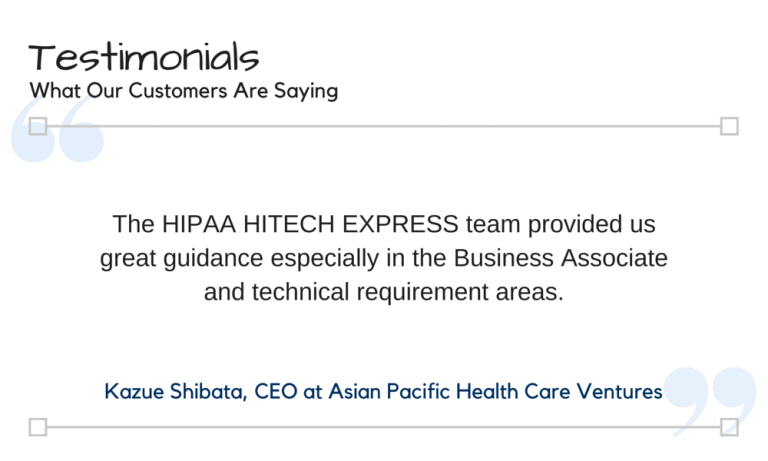 Testimonials
What Our Customers Are Saying
The HIPAA HITECH EXPRESS team provided us
great guidance especially in the Business Associate
and technical requirement areas.
Kazue Shibata, CEO at Asian Pacific Health Care Ventures